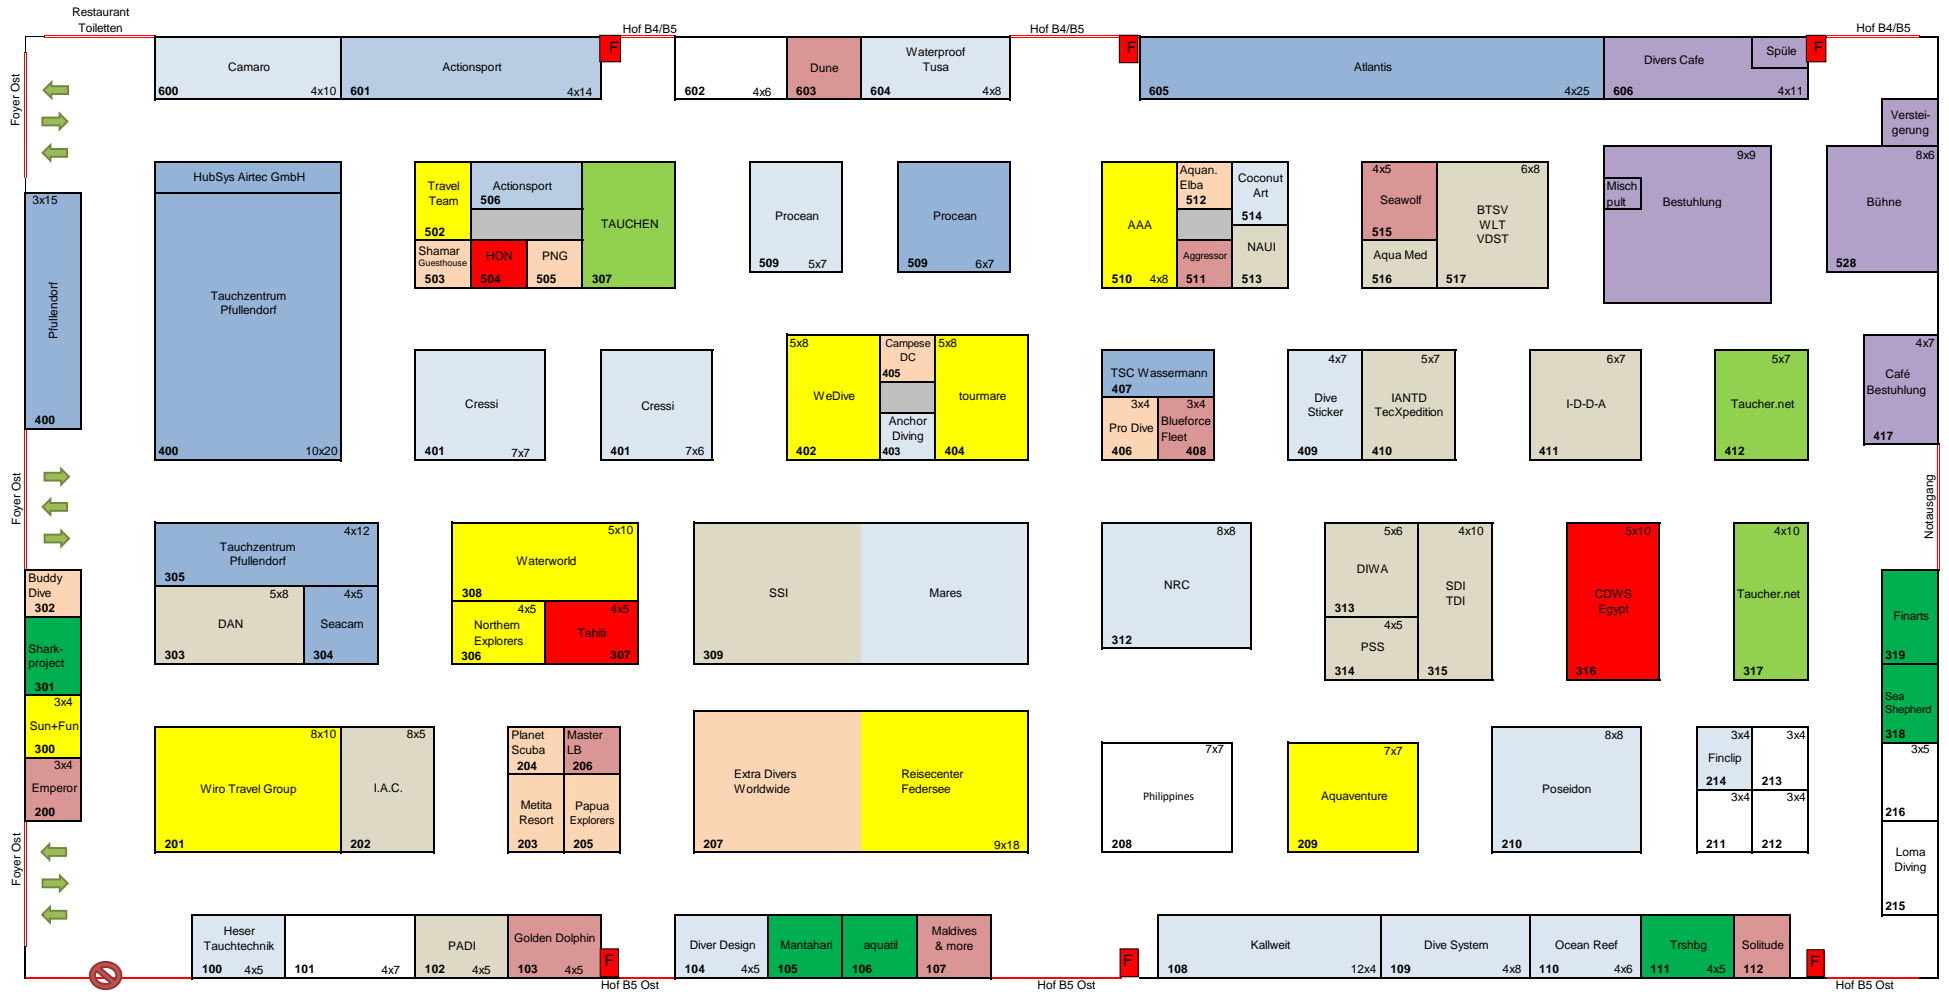 Restaurant
Toiletten
Hof B4/B5
Hof B4/B5
Hof B4/B5
Foyer Ost
Camaro
600 4x10
Actionsport
601 4x14
F
602 4x6
Dune
603
Waterproof
Tusa
604 4x8
F
Atlantis
605 4x25
Divers Cafe
606 4x11
Spüle
F
Verstei-
gerung
3x15
Pfullendorf
400
HubSys Airtec GmbH
Tauchzentrum
Pfullendorf
400 10x20
Travel
Team
502
Actionsport
506
Shamar
Guesthouse
503
HON
504
PNG
505
TAUCHEN
307
Procean
509 5x7
Procean
509 6x7
AAA
510 4x8
Aquan.
Elba
512
Aggressor
511
Coconut
Art
514
NAUI
513
4x5
Seawolf
515
Aqua Med
516
6x8
BTSV
WLT
VDST
517
9x9
Misch
pult
Bestuhlung
8x6
Bühne
528
Cressi
401 7x7
Cressi
401 7x6
5x8
WeDive
402
Campese
DC
405
Anchor
Diving
403
5x8
tourmare
404
TSC Wassermann
407
3x4
Pro Dive
406
3x4
Blueforce
Fleet
408
4x7
Dive
Sticker
409
5x7
IANTD
TecXpedition
410
6x7
I-D-D-A
411
5x7
Taucher.net
412
4x7
Café
Bestuhlung
417
Foyer Ost
Notausgang
4x12
Tauchzentrum
Pfullendorf
305
5x8
DAN
303
4x5
Seacam
304
5x10
Waterworld
308
4x5
Northern
Explorers
306
4x5
Tahiti
307
SSI
309
Mares
8x8
NRC
312
5x6
DIWA
313
4x5
PSS
314
4x10
SDI
TDI
315
5x10
CDWS
Egypt
316
4x10
Taucher.net
317
Finarts
319
Sea
Shepherd
318
3x5
216
Loma
Diving
215
Buddy
Dive
302
Shark-
project
301
3x4
Sun+Fun
300
3x4
Emperor
200
Foyer Ost
8x10
Wiro Travel Group
201
8x5
I.A.C.
202
Planet
Scuba
204
Master
LB
206
Metita
Resort
203
Papua
Explorers
205
Extra Divers
Worldwide
207
Reisecenter
Federsee
9x18
7x7
Philippines
208
7x7
Aquaventure
209
8x8
Poseidon
210
3x4
Finclip
214
3x4
213
3x4
211
3x4
212
Heser
Tauchtechnik
100 4x5
101 4x7
PADI
102 4x5
Golden Dolphin
103 4x5
F
Diver Design
104 4x5
Mantahari
105
aquatil
106
Maldives
& more
107
F
Kallweit
108 12x4
Dive System
109 4x8
Ocean Reef
110 4x6
Trshbg
111 4x5
Solitude
112
F
Hof B5 Ost
Hof B5 Ost
Hof B5 Ost